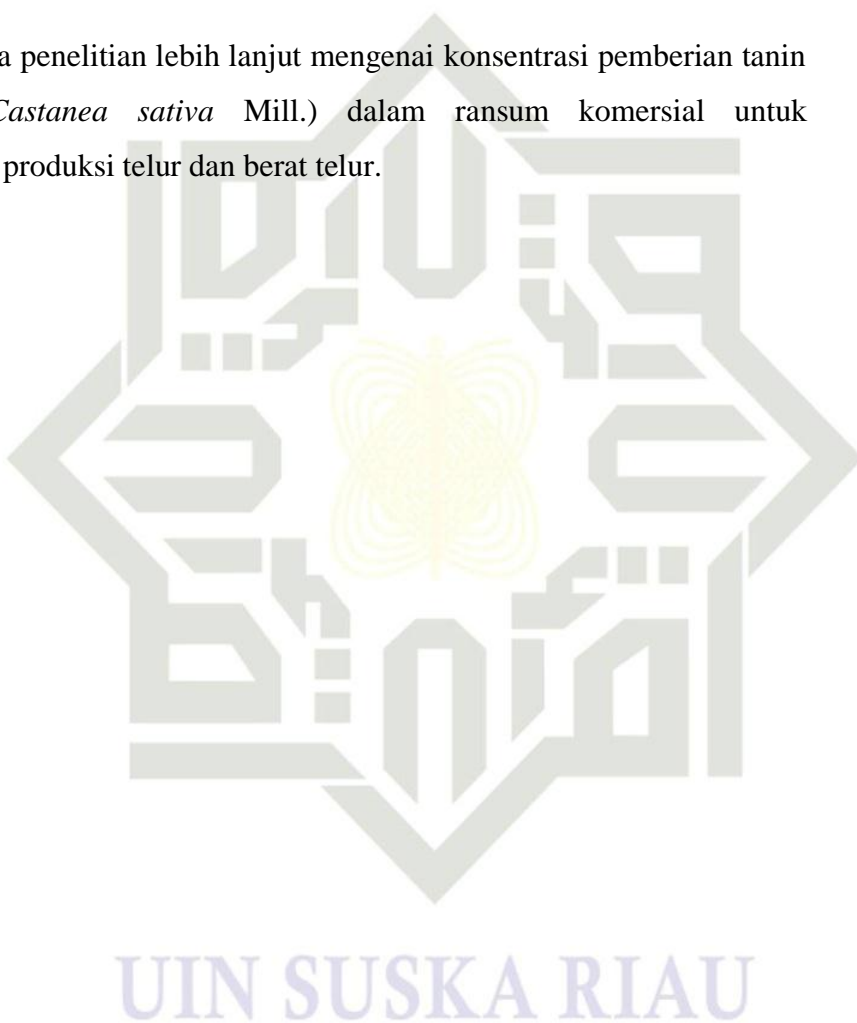 a penelitian lebih lanjut mengenai konsentrasi pemberian tanin
Castanea sativa Mill.) dalam ransum komersial untuk
produksi telur dan berat telur.
UIN SUSKA RIAU